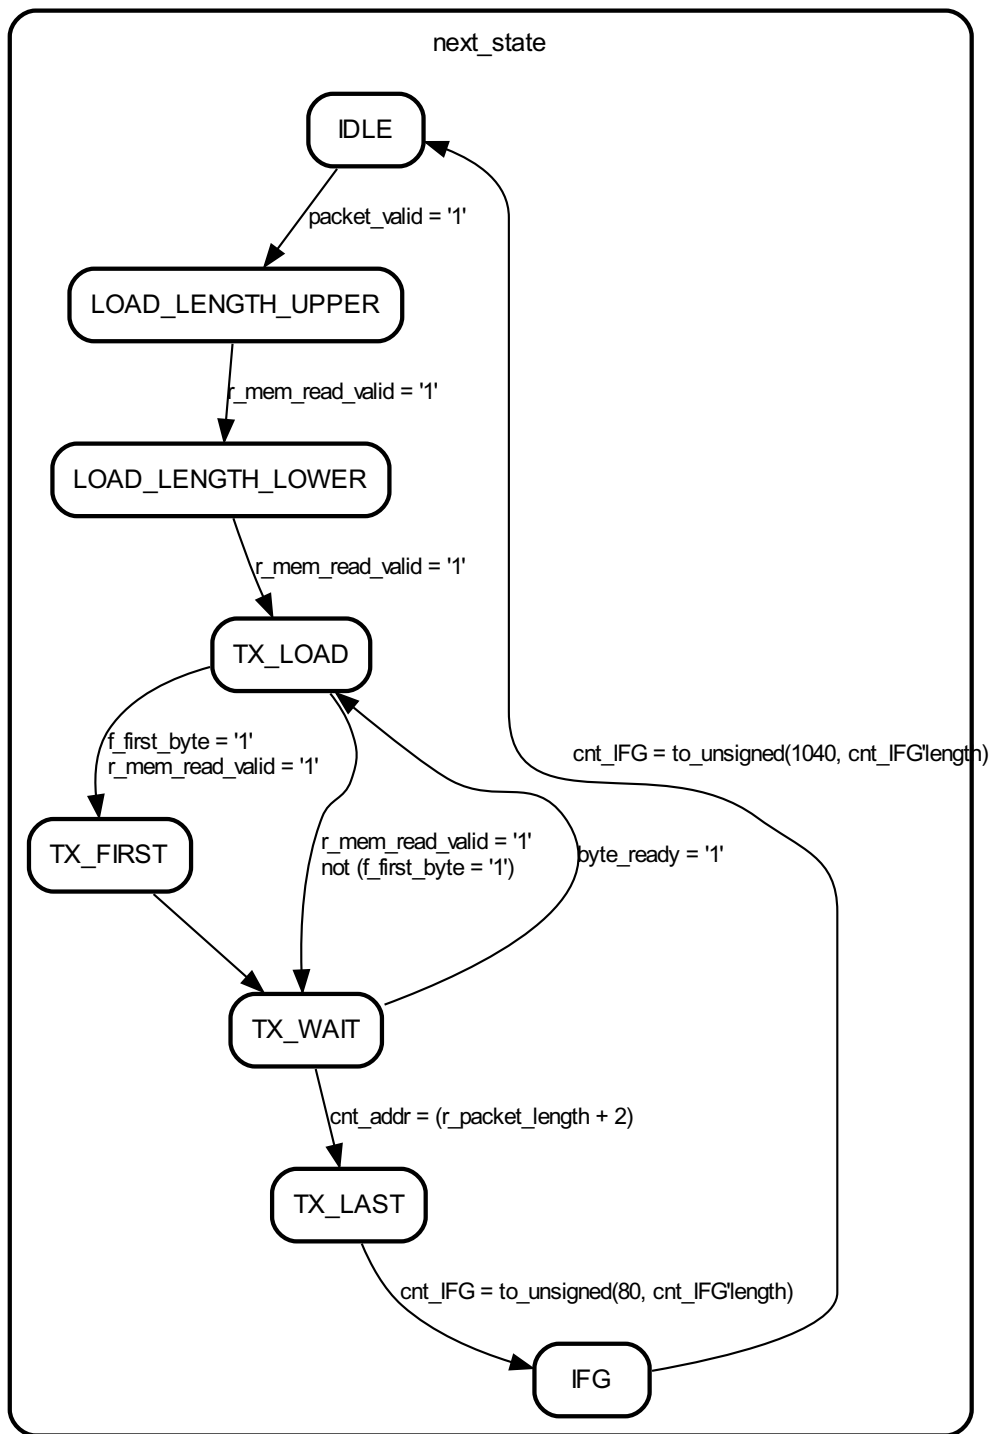 next_state
IDLE
packet_valid = '1'
LOAD_LENGTH_UPPER
r_mem_read_valid = '1'
LOAD_LENGTH_LOWER
r_mem_read_valid = '1'
TX_LOAD
f_first_byte = '1'
r_mem_read_valid = '1'
cnt_IFG = to_unsigned(1040, cnt_IFG'length)
TX_FIRST
r_mem_read_valid = '1'
not (f_first_byte = '1')
byte_ready = '1'
TX_WAIT
cnt_addr = (r_packet_length + 2)
TX_LAST
cnt_IFG = to_unsigned(80, cnt_IFG'length)
IFG